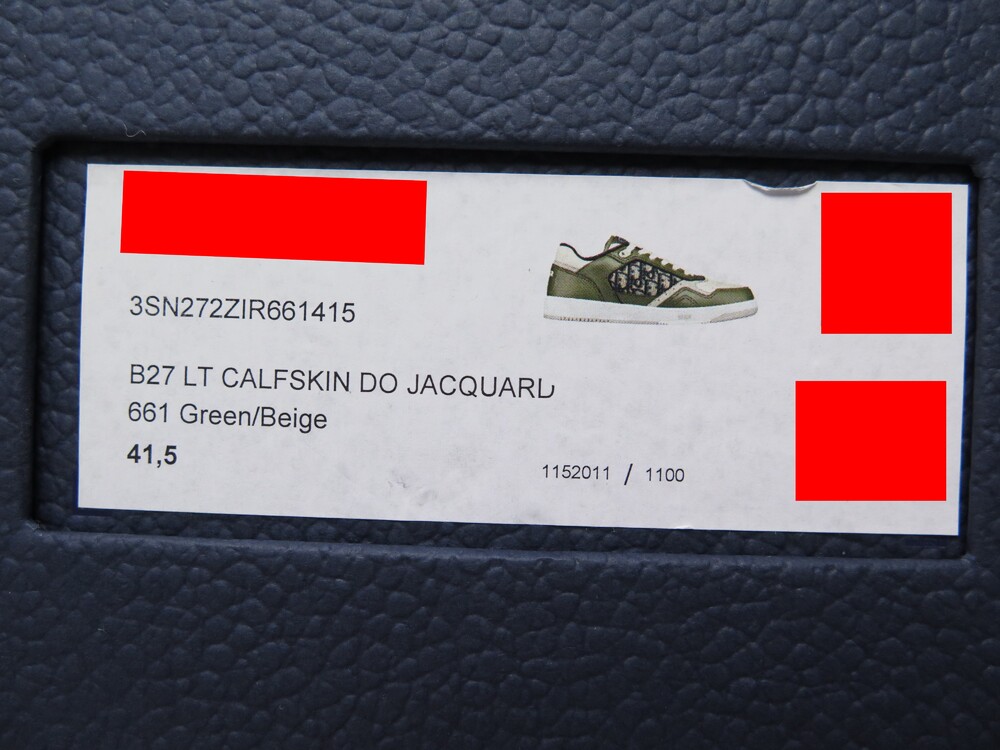 3SN272ZIR661415
B27 LT CALFSKIN DO JACQUARD
661 Green/Beige
41,5
1152011 / 1100